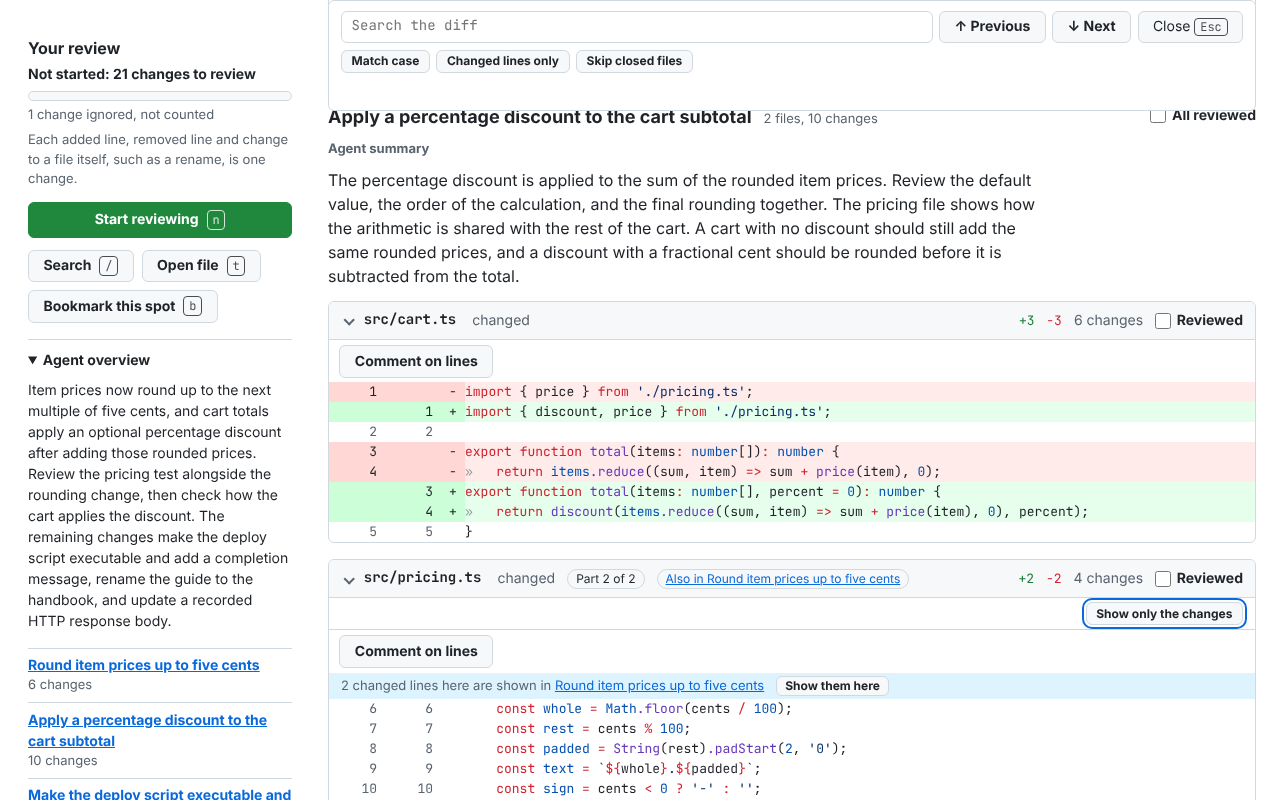 Your review
Not started: 21 changes to review
1 change ignored, not counted
Each added line, removed line and change
to a file itself, such as a rename, is one
change.
Start reviewing n
Search / Open file t
Bookmark this spot b
▼ Agent overview
Item prices now round up to the next
multiple of five cents, and cart totals
apply an optional percentage discount
after adding those rounded prices.
Review the pricing test alongside the
rounding change, then check how the
cart applies the discount. The
remaining changes make the deploy
script executable and add a completion
message, rename the guide to the
handbook, and update a recorded
HTTP response body.
Round item prices up to five cents
6 changes
Apply a percentage discount to the
cart subtotal
10 changes
Make the deploy script executable and
Search the diff ↑ Previous ↓ Next Close Esc
Match case Changed lines only Skip closed files
Apply a percentage discount to the cart subtotal 2 files, 10 changes All reviewed
Agent summary
The percentage discount is applied to the sum of the rounded item prices. Review the default
value, the order of the calculation, and the final rounding together. The pricing file shows how
the arithmetic is shared with the rest of the cart. A cart with no discount should still add the
same rounded prices, and a discount with a fractional cent should be rounded before it is
subtracted from the total.
src/cart.ts changed +3 -3 6 changes Reviewed
Comment on lines
1 - import { price } from './pricing.ts';
1 + import { discount, price } from './pricing.ts';
2 2
3 - export function total(items: number[]): number {
4 - » return items.reduce((sum, item) => sum + price(item), 0);
3 + export function total(items: number[], percent = 0): number {
4 + » return discount(items.reduce((sum, item) => sum + price(item), 0), percent);
5 5 }
src/pricing.ts changed Part 2 of 2 Also in Round item prices up to five cents +2 -2 4 changes Reviewed
Show only the changes
Comment on lines
2 changed lines here are shown in Round item prices up to five cents Show them here
6 6 const whole = Math.floor(cents / 100);
7 7 const rest = cents % 100;
8 8 const padded = String(rest).padStart(2, '0');
9 9 const text = `${whole}.${padded}`;
10 10 const sign = cents < 0 ? '-' : '';